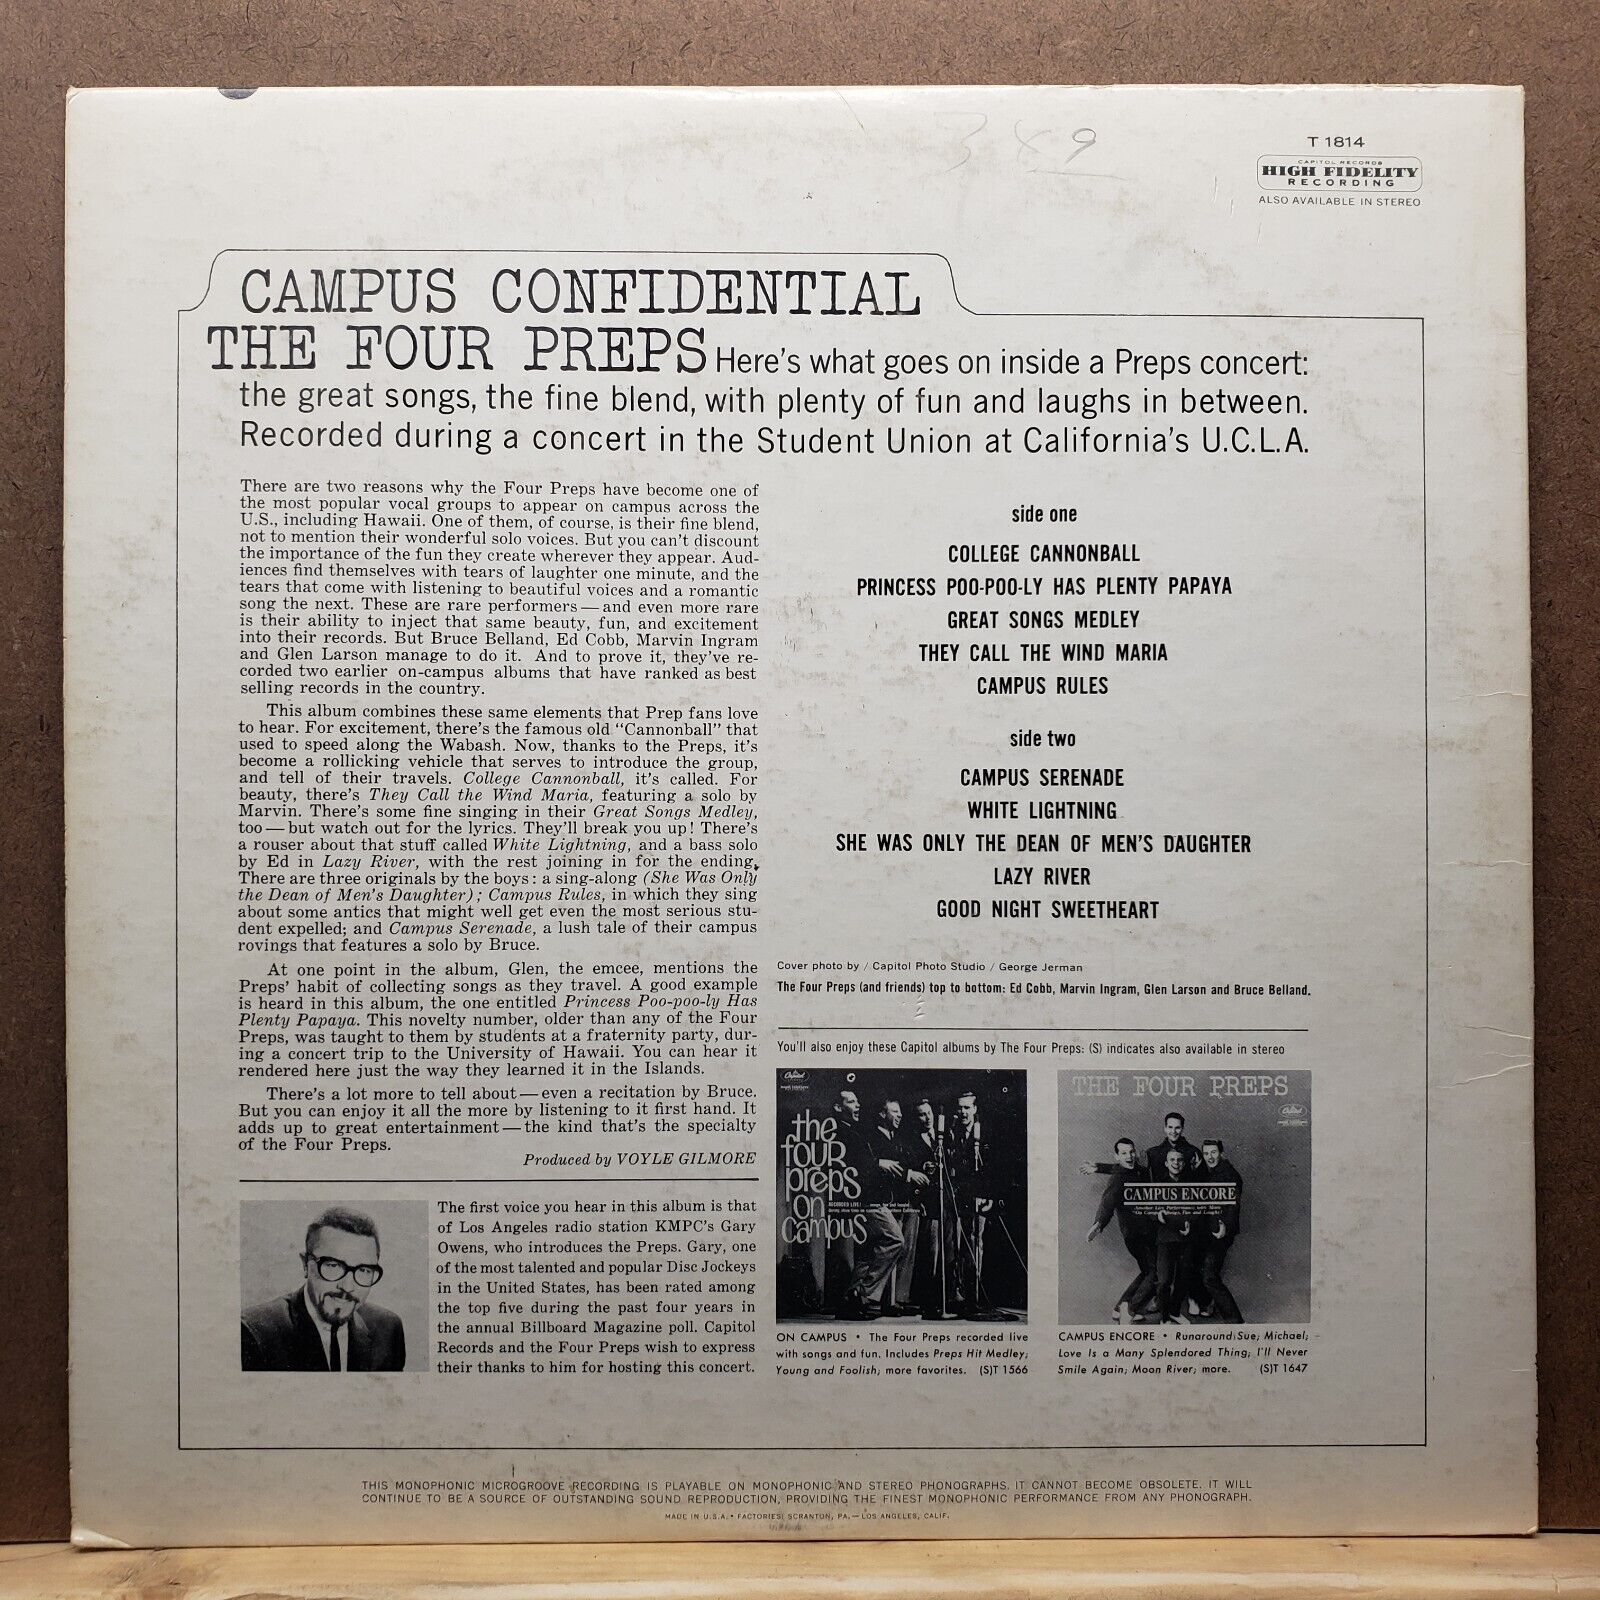 3 4 9
T 1814
CAPITOL RECORDS
HIGH FIDELITY
RECORDING
ALSO AVAILABLE IN STEREO
CAMPUS CONFIDENTIAL
THE FOUR PREPS Here's what goes on inside a Preps concert:
the great songs, the fine blend, with plenty of fun and laughs in between.
Recorded during a concert in the Student Union at California's U.C.L.A.
There are two reasons why the Four Preps have become one of
the most popular vocal groups to appear on campus across the
U.S., including Hawaii. One of them, of course, is their fine blend,
not to mention their wonderful solo voices. But you can't discount
the importance of the fun they create wherever they appear. Aud-
iences find themselves with tears of laughter one minute, and the
tears that come with listening to beautiful voices and a romantic
song the next. These are rare performers — and even more rare
is their ability to inject that same beauty, fun, and excitement
into their records. But Bruce Belland, Ed Cobb, Marvin Ingram
and Glen Larson manage to do it. And to prove it, they've re-
corded two earlier on-campus albums that have ranked as best
selling records in the country.
This album combines these same elements that Prep fans love
to hear. For excitement, there's the famous old "Cannonball" that
used to speed along the Wabash. Now, thanks to the Preps, it's
become a rollicking vehicle that serves to introduce the group,
and tell of their travels. College Cannonball, it's called. For
beauty, there's They Call the Wind Maria, featuring a solo by
Marvin. There's some fine singing in their Great Songs Medley,
too — but watch out for the lyrics. They'll break you up! There's
a rouser about that stuff called White Lightning, and a bass solo
by Ed in Lazy River, with the rest joining in for the ending.
There are three originals by the boys: a sing-along (She Was Only
the Dean of Men's Daughter); Campus Rules, in which they sing
about some antics that might well get even the most serious stu-
dent expelled; and Campus Serenade, a lush tale of their campus
rovings that features a solo by Bruce.
At one point in the album, Glen, the emcee, mentions the
Preps' habit of collecting songs as they travel. A good example
is heard in this album, the one entitled Princess Poo-poo-ly Has
Plenty Papaya. This novelty number, older than any of the Four
Preps, was taught to them by students at a fraternity party, dur-
ing a concert trip to the University of Hawaii. You can hear it
rendered here just the way they learned it in the Islands.
There's a lot more to tell about — even a recitation by Bruce.
But you can enjoy it all the more by listening to it first hand. It
adds up to great entertainment — the kind that's the specialty
of the Four Preps.
Produced by VOYLE GILMORE
The first voice you hear in this album is that
of Los Angeles radio station KMPC's Gary
Owens, who introduces the Preps. Gary, one
of the most talented and popular Disc Jockeys
in the United States, has been rated among
the top five during the past four years in
the annual Billboard Magazine poll. Capitol
Records and the Four Preps wish to express
their thanks to him for hosting this concert.
side one
COLLEGE CANNONBALL
PRINCESS POO-POO-LY HAS PLENTY PAPAYA
GREAT SONGS MEDLEY
THEY CALL THE WIND MARIA
CAMPUS RULES
side two
CAMPUS SERENADE
WHITE LIGHTNING
SHE WAS ONLY THE DEAN OF MEN'S DAUGHTER
LAZY RIVER
GOOD NIGHT SWEETHEART
Cover photo by / Capitol Photo Studio / George Jerman
The Four Preps (and friends) top to bottom: Ed Cobb, Marvin Ingram, Glen Larson and Bruce Belland.
You'll also enjoy these Capitol albums by The Four Preps: (S) indicates also available in stereo
Capitol
the
four
preps
on
campus
RECORDED LIVE!
ON CAMPUS • The Four Preps recorded live
with songs and fun. Includes Preps Hit Medley;
Young and Foolish; more favorites. (S)T 1566
THE FOUR PREPS
Capitol
CAMPUS ENCORE
Another Live Performance with More
"On Campus" Songs, Fun and Laughs!
CAMPUS ENCORE • Runaround Sue; Michael;
Love Is a Many Splendored Thing; I'll Never
Smile Again; Moon River; more. (S)T 1647
THIS MONOPHONIC MICROGROOVE RECORDING IS PLAYABLE ON MONOPHONIC AND STEREO PHONOGRAPHS. IT CANNOT BECOME OBSOLETE. IT WILL
CONTINUE TO BE A SOURCE OF OUTSTANDING SOUND REPRODUCTION, PROVIDING THE FINEST MONOPHONIC PERFORMANCE FROM ANY PHONOGRAPH.
MADE IN U.S.A. • FACTORIES: SCRANTON, PA. — LOS ANGELES, CALIF.